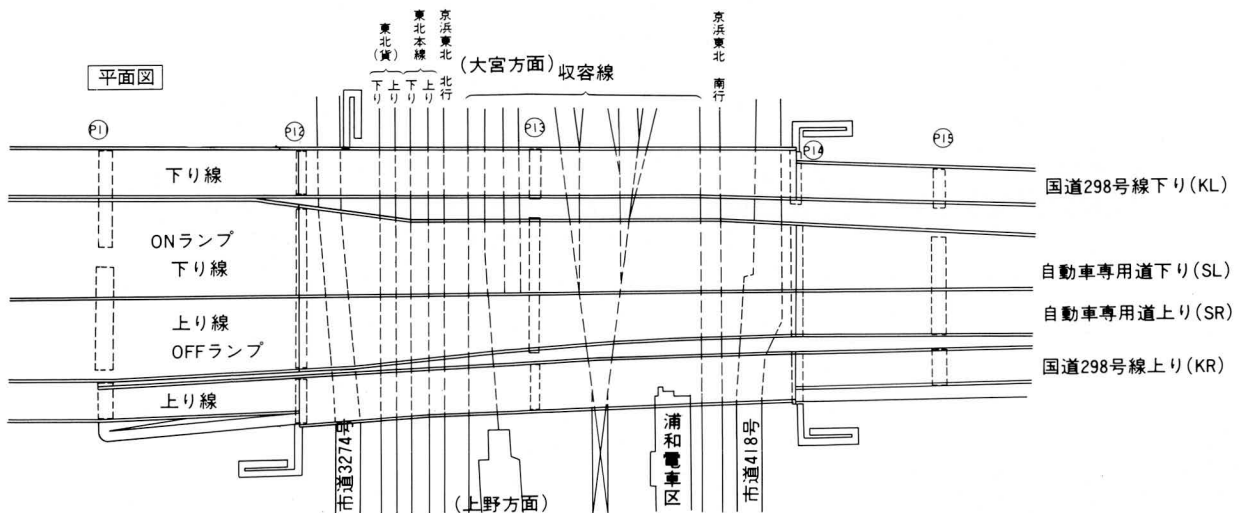 平面図
東北(貨)
東北本線
京浜東北 北行
京浜東北 南行
下り
上り
下り
上り
(大宮方面)
収容線
P11
P12
P13
P14
P15
下り線
国道298号線下り(KL)
ONランプ
下り線
自動車専用道下り(SL)
上り線
自動車専用道上り(SR)
OFFランプ
国道298号線上り(KR)
上り線
市道3274号
(上野方面)
浦和電車区
市道418号